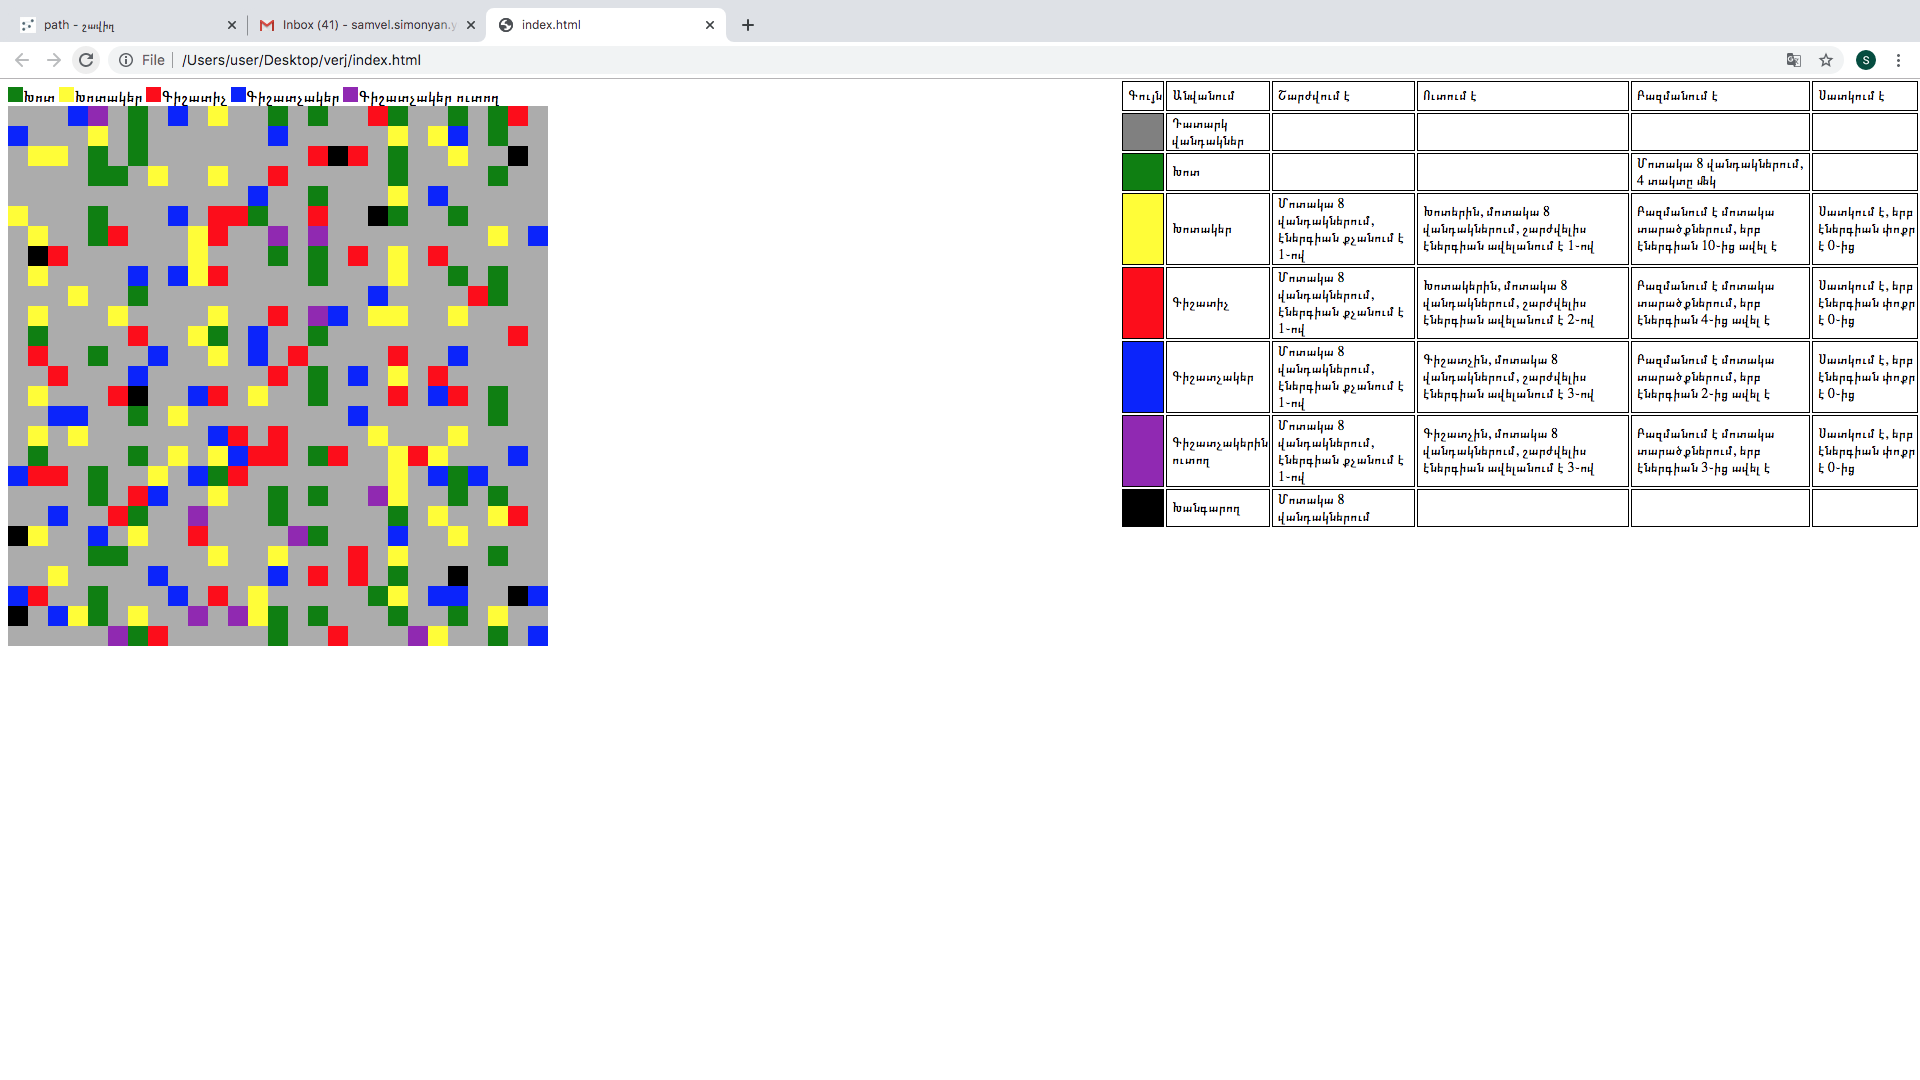 path - շավիղ
Inbox (41) - samvel.simonyan.y
index.html
File
/Users/user/Desktop/verj/index.html
S
Խոտ Խոտակեր Գիշատիչ Գիշատչակեր Գիշատչակեր ուտող
Գույն Անվանում Շարժվում է Ուտում է Բազմանում է Սատկում է
Դատարկ
վանդակներ
Խոտ
Մոտակա 8 վանդակներում,
4 տակտը մեկ
Խոտակեր
Մոտակա 8
վանդակներում,
էներգիան քչանում է
1-ով
Խոտերին, մոտակա 8
վանդակներում, շարժվելիս
էներգիան ավելանում է 1-ով
Բազմանում է մոտակա
տարածքներում, երբ
էներգիան 10-ից ավել է
Սատկում է, երբ
էներգիան փոքր
է 0-ից
Գիշատիչ
Մոտակա 8
վանդակներում,
էներգիան քչանում է
1-ով
Խոտակերին, մոտակա 8
վանդակներում, շարժվելիս
էներգիան ավելանում է 2-ով
Բազմանում է մոտակա
տարածքներում, երբ
էներգիան 4-ից ավել է
Սատկում է, երբ
էներգիան փոքր
է 0-ից
Գիշատչակեր
Մոտակա 8
վանդակներում,
էներգիան քչանում է
1-ով
Գիշատչին, մոտակա 8
վանդակներում, շարժվելիս
էներգիան ավելանում է 3-ով
Բազմանում է մոտակա
տարածքներում, երբ
էներգիան 2-ից ավել է
Սատկում է, երբ
էներգիան փոքր
է 0-ից
Գիշատչակերին
ուտող
Մոտակա 8
վանդակներում,
էներգիան քչանում է
1-ով
Գիշատչին, մոտակա 8
վանդակներում, շարժվելիս
էներգիան ավելանում է 3-ով
Բազմանում է մոտակա
տարածքներում, երբ
էներգիան 3-ից ավել է
Սատկում է, երբ
էներգիան փոքր
է 0-ից
Խանգարող
Մոտակա 8
վանդակներում